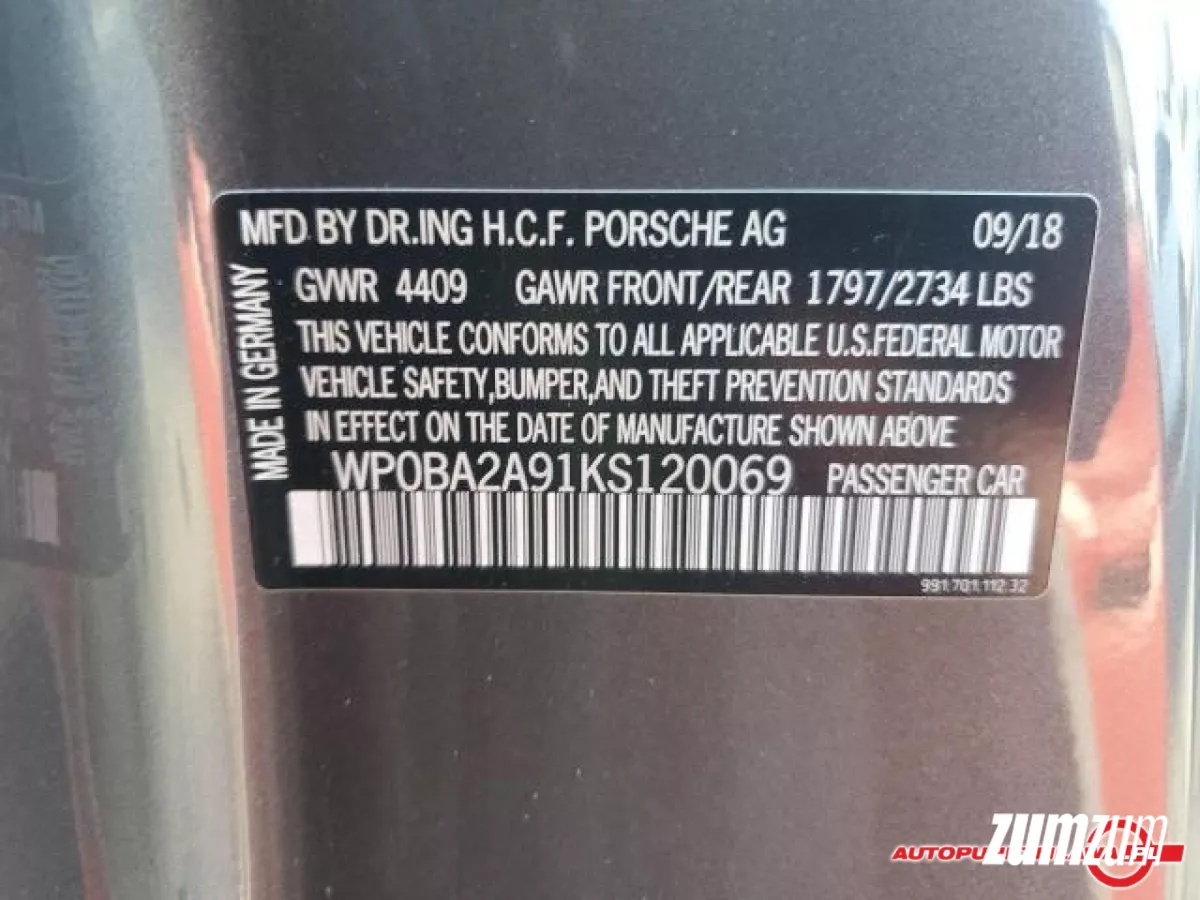 MFD BY DR.ING H.C.F. PORSCHE AG 09/18
GVWR 4409 GAWR FRONT/REAR 1797/2734 LBS
THIS VEHICLE CONFORMS TO ALL APPLICABLE U.S.FEDERAL MOTOR
VEHICLE SAFETY,BUMPER,AND THEFT PREVENTION STANDARDS
IN EFFECT ON THE DATE OF MANUFACTURE SHOWN ABOVE
WP0BA2A91KS120069 PASSENGER CAR
MADE IN GERMANY
991.701.112.32
zumzum